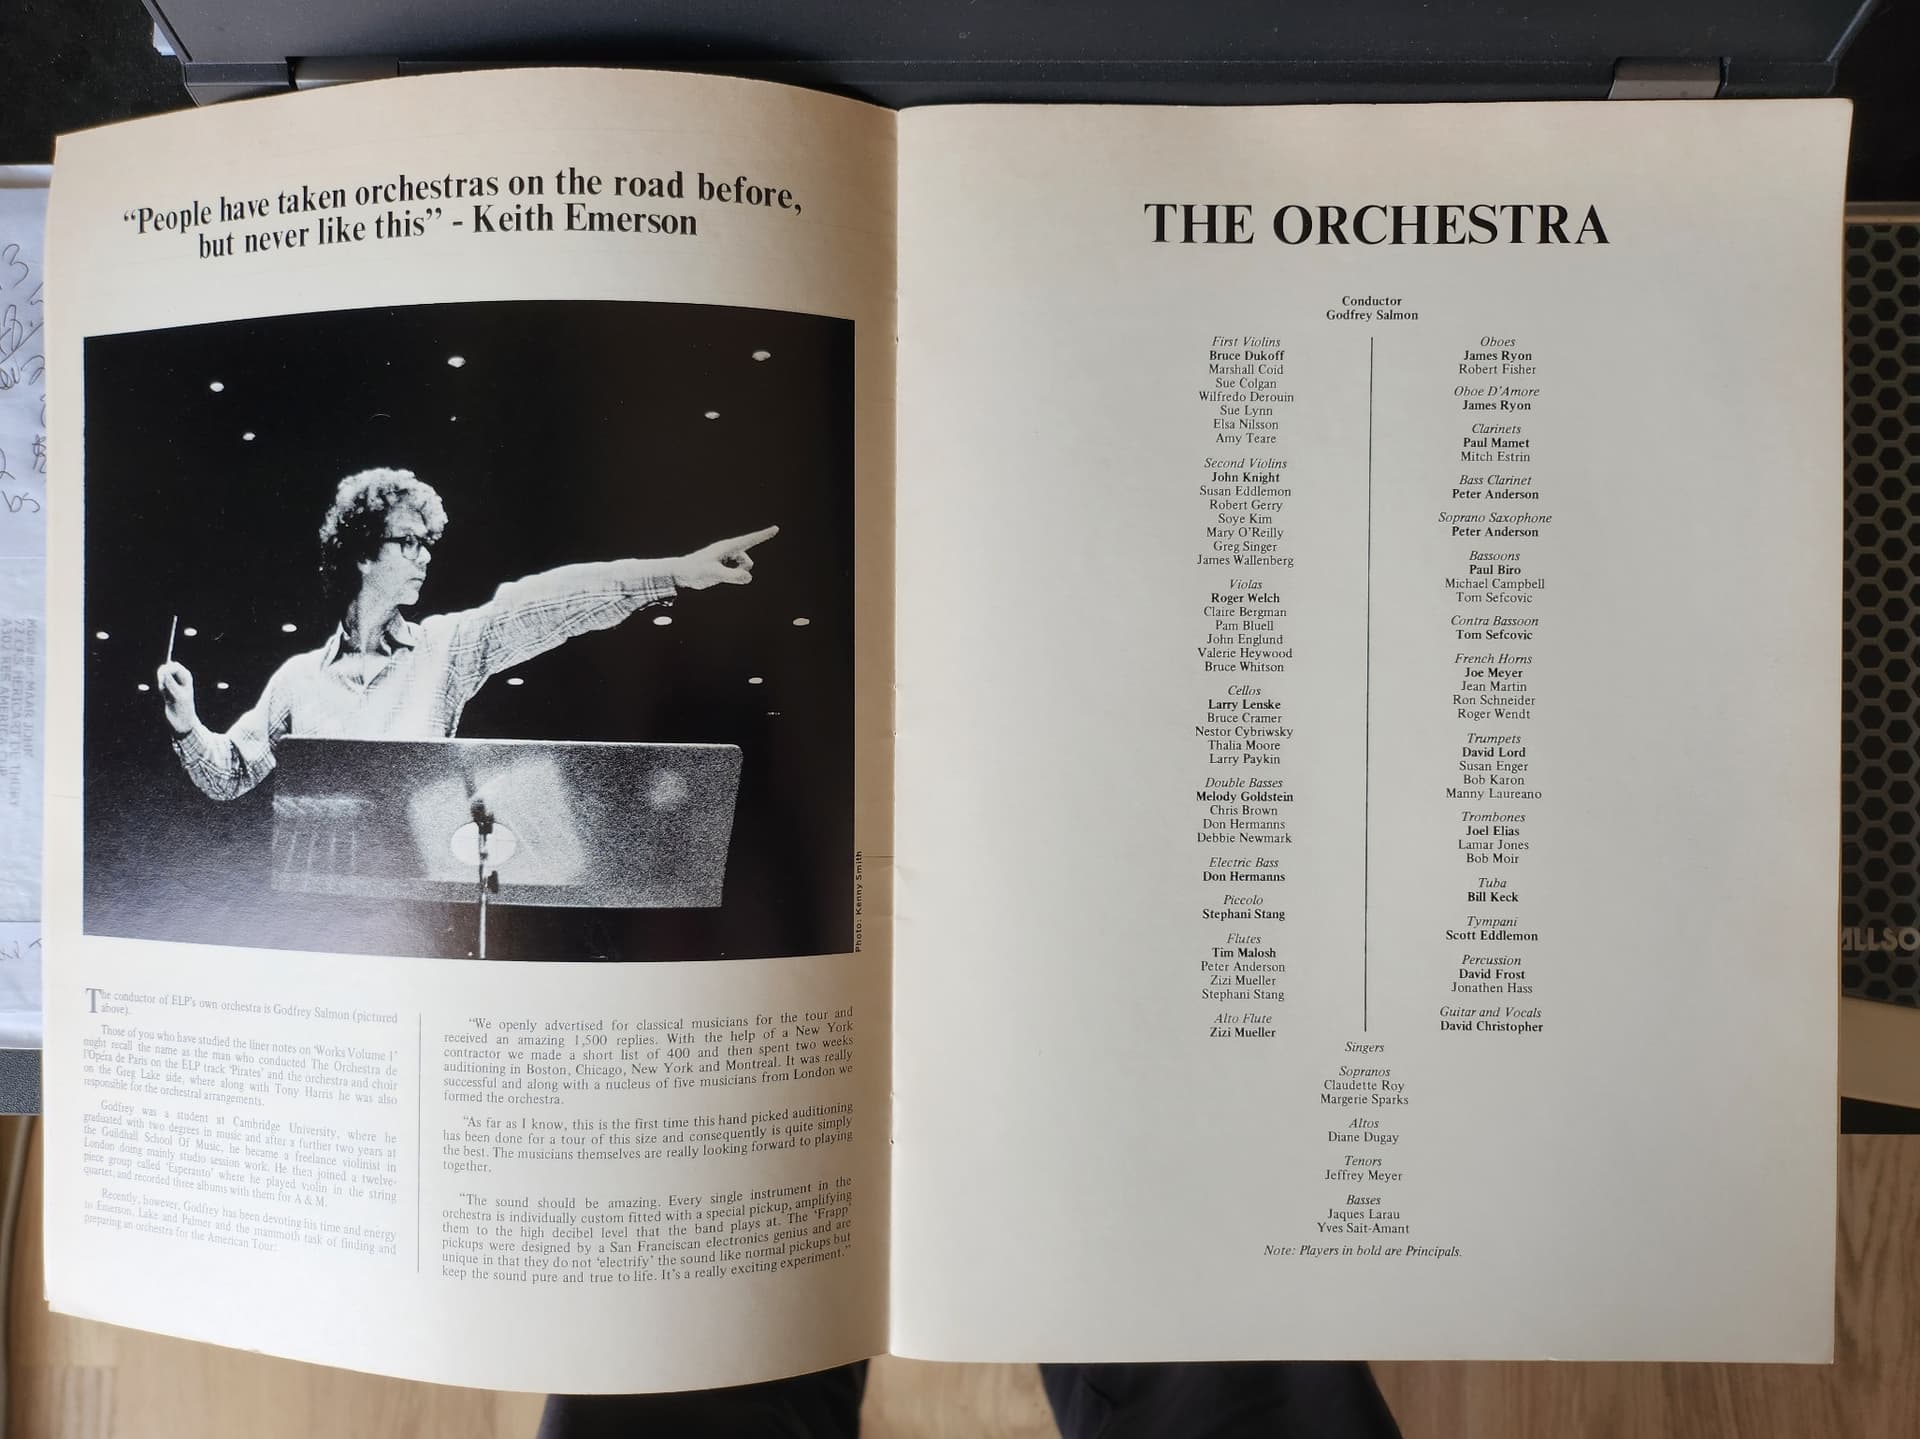 “People have taken orchestras on the road before,
but never like this” - Keith Emerson
Photo: Kenny Smith
The conductor of ELP's own orchestra is Godfrey Salmon (pictured
above).
Those of you who have studied the liner notes on 'Works Volume 1'
might recall the name as the man who conducted The Orchestra de
l'Opéra de Paris on the ELP track 'Pirates' and the orchestra and choir
on the Greg Lake side, where along with Tony Harris he was also
responsible for the orchestral arrangements.
Godfrey was a student at Cambridge University, where he
graduated with two degrees in music and after a further two years at
the Guildhall School Of Music, he became a freelance violinist in
London doing mainly studio session work. He then joined a twelve-
piece group called 'Esperanto' where he played violin in the string
quartet, and recorded three albums with them for A & M.
Recently, however, Godfrey has been devoting his time and energy
to Emerson, Lake and Palmer and the mammoth task of finding and
preparing an orchestra for the American Tour:
“We openly advertised for classical musicians for the tour and
received an amazing 1,500 replies. With the help of a New York
contractor we made a short list of 400 and then spent two weeks
auditioning in Boston, Chicago, New York and Montreal. It was really
successful and along with a nucleus of five musicians from London we
formed the orchestra.
“As far as I know, this is the first time this hand picked auditioning
has been done for a tour of this size and consequently is quite simply
the best. The musicians themselves are really looking forward to playing
together.
“The sound should be amazing. Every single instrument in the
orchestra is individually custom fitted with a special pickup, amplifying
them to the high decibel level that the band plays at. The 'Frapp'
pickups were designed by a San Franciscan electronics genius and are
unique in that they do not 'electrify' the sound like normal pickups but
keep the sound pure and true to life. It's a really exciting experiment.”
THE ORCHESTRA
Conductor
Godfrey Salmon
First Violins
Bruce Dukoff
Marshall Coid
Sue Colgan
Wilfredo Derouin
Sue Lynn
Elsa Nilsson
Amy Teare
Second Violins
John Knight
Susan Eddlemon
Robert Gerry
Soye Kim
Mary O'Reilly
Greg Singer
James Wallenberg
Violas
Roger Welch
Claire Bergman
Pam Bluell
John Englund
Valerie Heywood
Bruce Whitson
Cellos
Larry Lenske
Bruce Cramer
Nestor Cybriwsky
Thalia Moore
Larry Paykin
Double Basses
Melody Goldstein
Chris Brown
Don Hermanns
Debbie Newmark
Electric Bass
Don Hermanns
Piccolo
Stephani Stang
Flutes
Tim Malosh
Peter Anderson
Zizi Mueller
Stephani Stang
Alto Flute
Zizi Mueller
Oboes
James Ryon
Robert Fisher
Oboe D'Amore
James Ryon
Clarinets
Paul Mamet
Mitch Estrin
Bass Clarinet
Peter Anderson
Soprano Saxophone
Peter Anderson
Bassoons
Paul Biro
Michael Campbell
Tom Sefcovic
Contra Bassoon
Tom Sefcovic
French Horns
Joe Meyer
Jean Martin
Ron Schneider
Roger Wendt
Trumpets
David Lord
Susan Enger
Bob Karon
Manny Laureano
Trombones
Joel Elias
Lamar Jones
Bob Moir
Tuba
Bill Keck
Tympani
Scott Eddlemon
Percussion
David Frost
Jonathen Hass
Guitar and Vocals
David Christopher
Singers
Sopranos
Claudette Roy
Margerie Sparks
Altos
Diane Dugay
Tenors
Jeffrey Meyer
Basses
Jaques Larau
Yves Sait-Amant
Note: Players in bold are Principals.